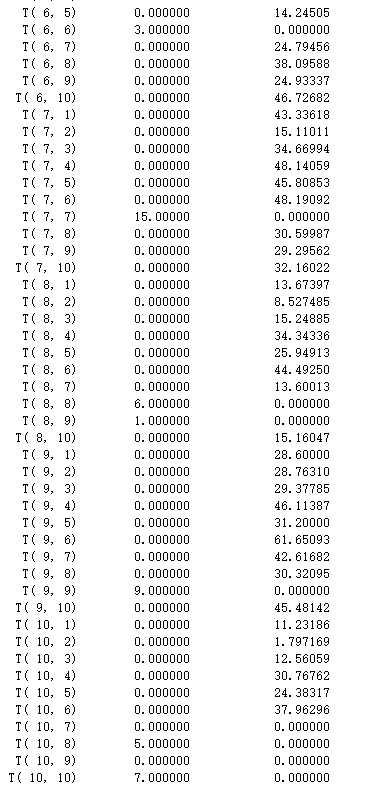 T( 6, 5) 0.000000 14.24505
T( 6, 6) 3.000000 0.000000
T( 6, 7) 0.000000 24.79456
T( 6, 8) 0.000000 38.09588
T( 6, 9) 0.000000 24.93337
T( 6, 10) 0.000000 46.72682
T( 7, 1) 0.000000 43.33618
T( 7, 2) 0.000000 15.11011
T( 7, 3) 0.000000 34.66994
T( 7, 4) 0.000000 48.14059
T( 7, 5) 0.000000 45.80853
T( 7, 6) 0.000000 48.19092
T( 7, 7) 15.00000 0.000000
T( 7, 8) 0.000000 30.59987
T( 7, 9) 0.000000 29.29562
T( 7, 10) 0.000000 32.16022
T( 8, 1) 0.000000 13.67397
T( 8, 2) 0.000000 8.527485
T( 8, 3) 0.000000 15.24885
T( 8, 4) 0.000000 34.34336
T( 8, 5) 0.000000 25.94913
T( 8, 6) 0.000000 44.49250
T( 8, 7) 0.000000 13.60013
T( 8, 8) 6.000000 0.000000
T( 8, 9) 1.000000 0.000000
T( 8, 10) 0.000000 15.16047
T( 9, 1) 0.000000 28.60000
T( 9, 2) 0.000000 28.76310
T( 9, 3) 0.000000 29.37785
T( 9, 4) 0.000000 46.11387
T( 9, 5) 0.000000 31.20000
T( 9, 6) 0.000000 61.65093
T( 9, 7) 0.000000 42.61682
T( 9, 8) 0.000000 30.32095
T( 9, 9) 9.000000 0.000000
T( 9, 10) 0.000000 45.48142
T( 10, 1) 0.000000 11.23186
T( 10, 2) 0.000000 1.797169
T( 10, 3) 0.000000 12.56059
T( 10, 4) 0.000000 30.76762
T( 10, 5) 0.000000 24.38317
T( 10, 6) 0.000000 37.96296
T( 10, 7) 0.000000 0.000000
T( 10, 8) 5.000000 0.000000
T( 10, 9) 0.000000 0.000000
T( 10, 10) 7.000000 0.000000